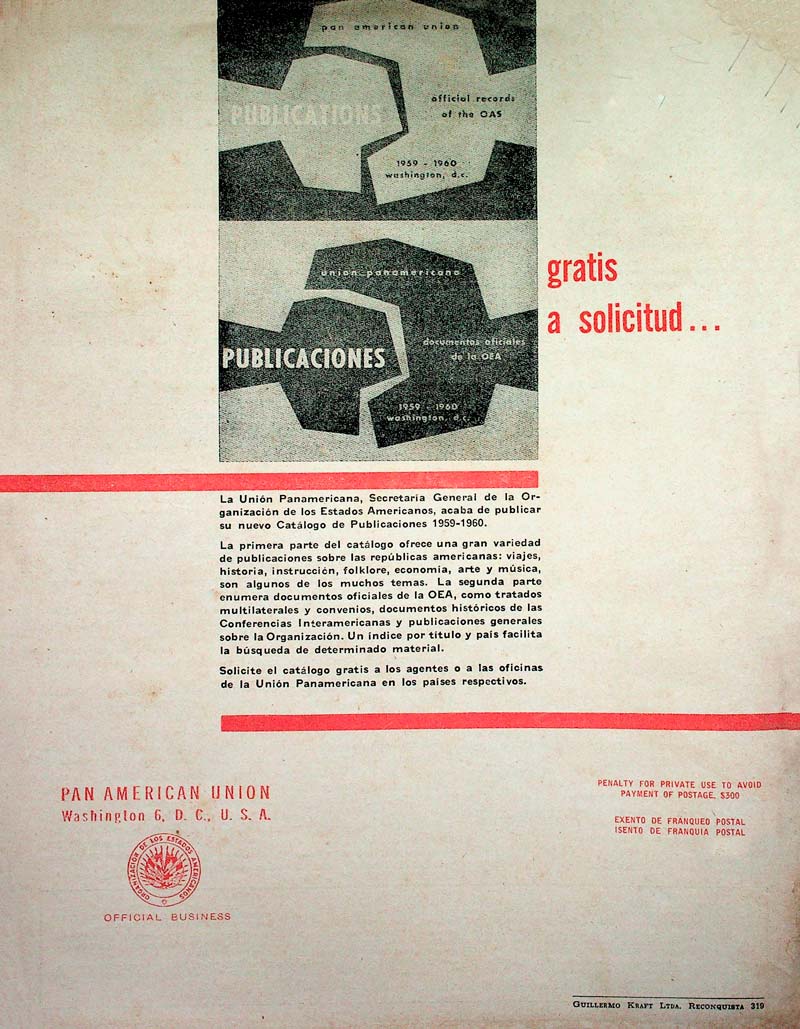 pan american union
PUBLICATIONS
official records
of the OAS
1959 - 1960
washington, d.c.
union panamericana
PUBLICACIONES
documentos oficiales
de la OEA
1959 - 1960
washington, d.c.
gratis
a solicitud...
La Unión Panamericana, Secretaría General de la Or-
ganización de los Estados Americanos, acaba de publicar
su nuevo Catálogo de Publicaciones 1959-1960.
La primera parte del catálogo ofrece una gran variedad
de publicaciones sobre las repúblicas americanas: viajes,
historia, instrucción, folklore, economía, arte y música,
son algunos de los muchos temas. La segunda parte
enumera documentos oficiales de la OEA, como tratados
multilaterales y convenios, documentos históricos de las
Conferencias Interamericanas y publicaciones generales
sobre la Organización. Un índice por título y país facilita
la búsqueda de determinado material.
Solicite el catálogo gratis a los agentes o a las oficinas
de la Unión Panamericana en los países respectivos.
PAN AMERICAN UNION
Washington 6, D. C., U. S. A.
ORGANIZACION DE LOS ESTADOS AMERICANOS
OFFICIAL BUSINESS
PENALTY FOR PRIVATE USE TO AVOID
PAYMENT OF POSTAGE, $300
EXENTO DE FRANQUEO POSTAL
ISENTO DE FRANQUIA POSTAL
GUILLERMO KRAFT LTDA. RECONQUISTA 319